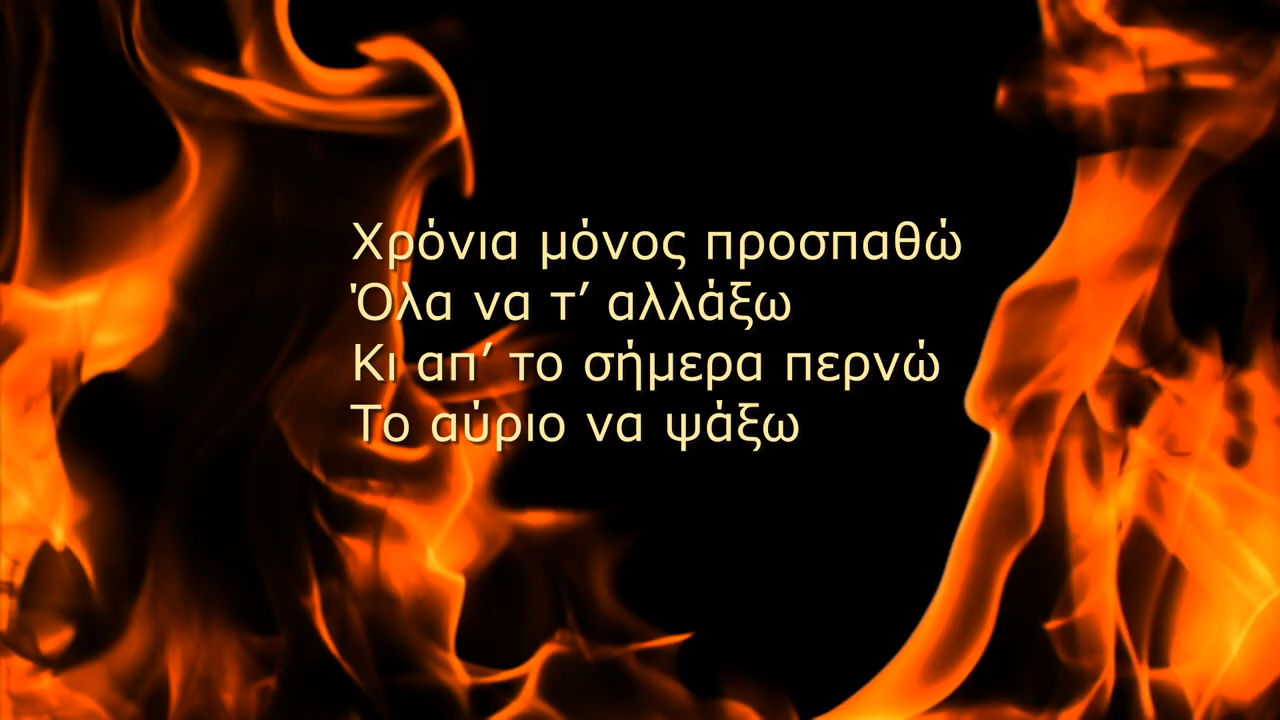 Χρόνια μόνος προσπαθώ
Όλα να τ’ αλλάξω
Κι απ’ το σήμερα περνώ
Το αύριο να ψάξω